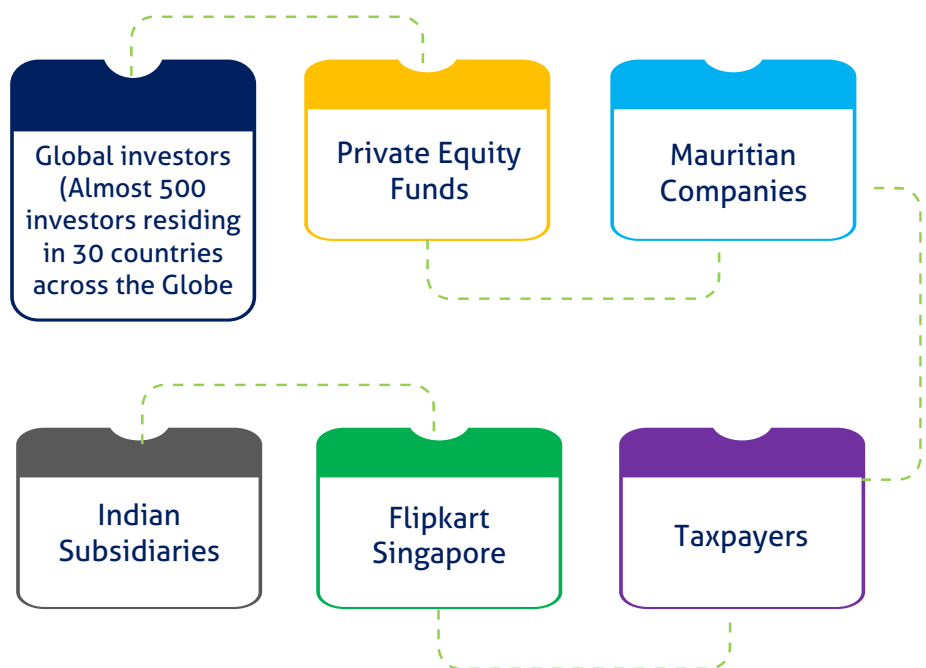 Global investors
(Almost 500
investors residing
in 30 countries
across the Globe
Private Equity
Funds
Mauritian
Companies
Indian
Subsidiaries
Flipkart
Singapore
Taxpayers